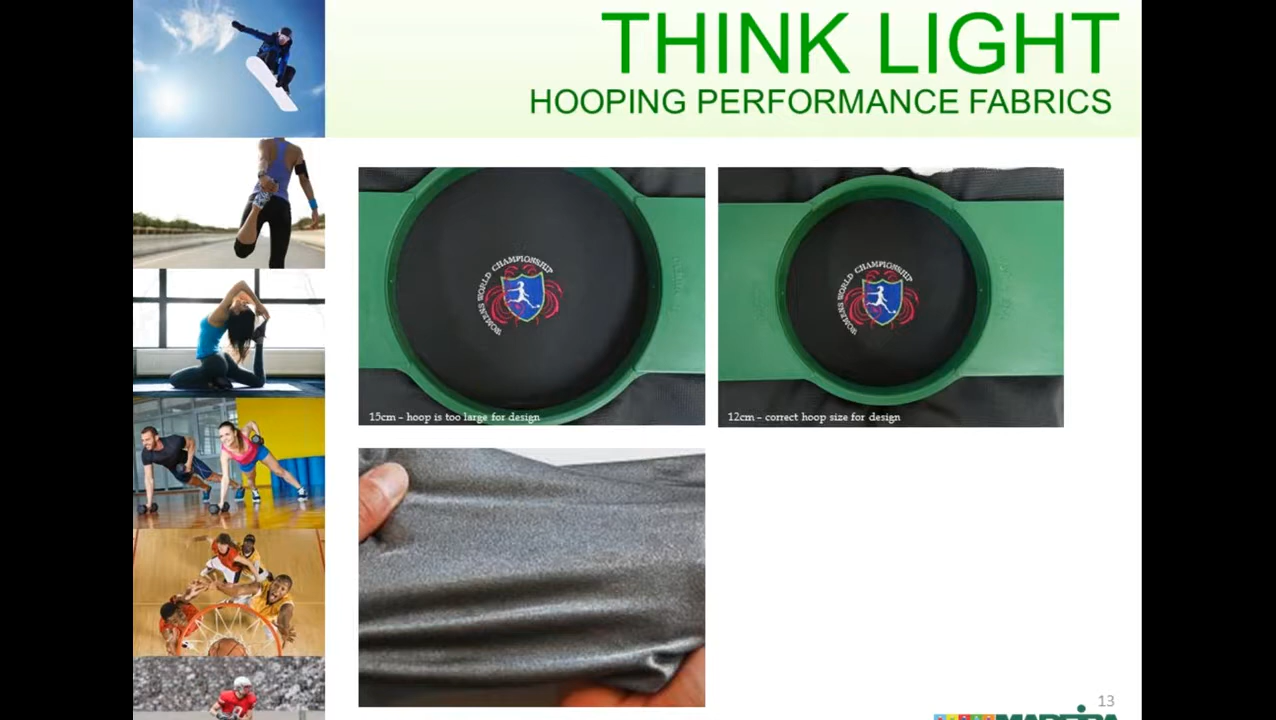 THINK LIGHT
HOOPING PERFORMANCE FABRICS
WOMENS WORLD CHAMPIONSHIP
15cm – hoop is too large for design
WOMENS WORLD CHAMPIONSHIP
12cm – correct hoop size for design
13
MADEIRA